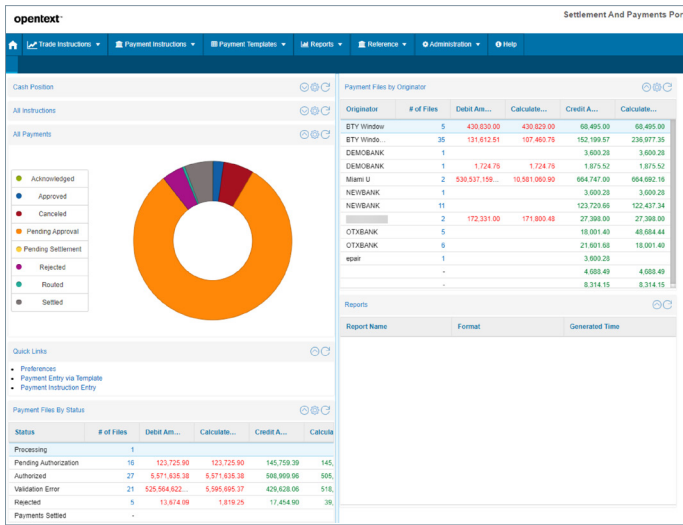 opentext™
Settlement And Payments Por
Trade Instructions
Payment Instructions
Payment Templates
Reports
Reference
Administration
Help
Cash Position
All Instructions
All Payments
Acknowledged
Approved
Canceled
Pending Approval
Pending Settlement
Rejected
Routed
Settled
Quick Links
• Preferences
• Payment Entry via Template
• Payment Instruction Entry
Payment Files By Status
Status # of Files Debit Am... Calculate... Credit A... Calcula
Processing 1
Pending Authorization 16 123,725.90 123,725.90 145,759.39 145,
Authorized 27 5,571,635.38 5,571,635.38 508,999.96 505,
Validation Error 21 525,564,622... 5,595,695.37 429,628.06 518,
Rejected 5 13,674.09 1,819.25 17,454.90 39,
Payments Settled -
Payment Files by Originator
Originator # of Files Debit Am... Calculate... Credit A... Calculate...
BTY Window 5 430,830.00 430,829.00 68,495.00 68,495.00
BTY Windo... 35 131,612.51 107,460.76 152,199.57 236,977.35
DEMOBANK 1 3,600.28 3,600.28
DEMOBANK 1 1,724.76 1,724.76 1,875.52 1,875.52
Miami U 2 530,537,159... 10,581,060.90 664,747.00 664,692.16
NEWBANK 1 3,600.28 3,600.28
NEWBANK 11 123,720.66 122,437.34
2 172,331.00 171,800.48 27,398.00 27,398.00
OTXBANK 5 18,001.40 48,684.44
OTXBANK 6 21,601.68 18,001.40
epair 1 3,600.28
- 4,688.49 4,688.49
- 8,314.15 8,314.15
Reports
Report Name Format Generated Time